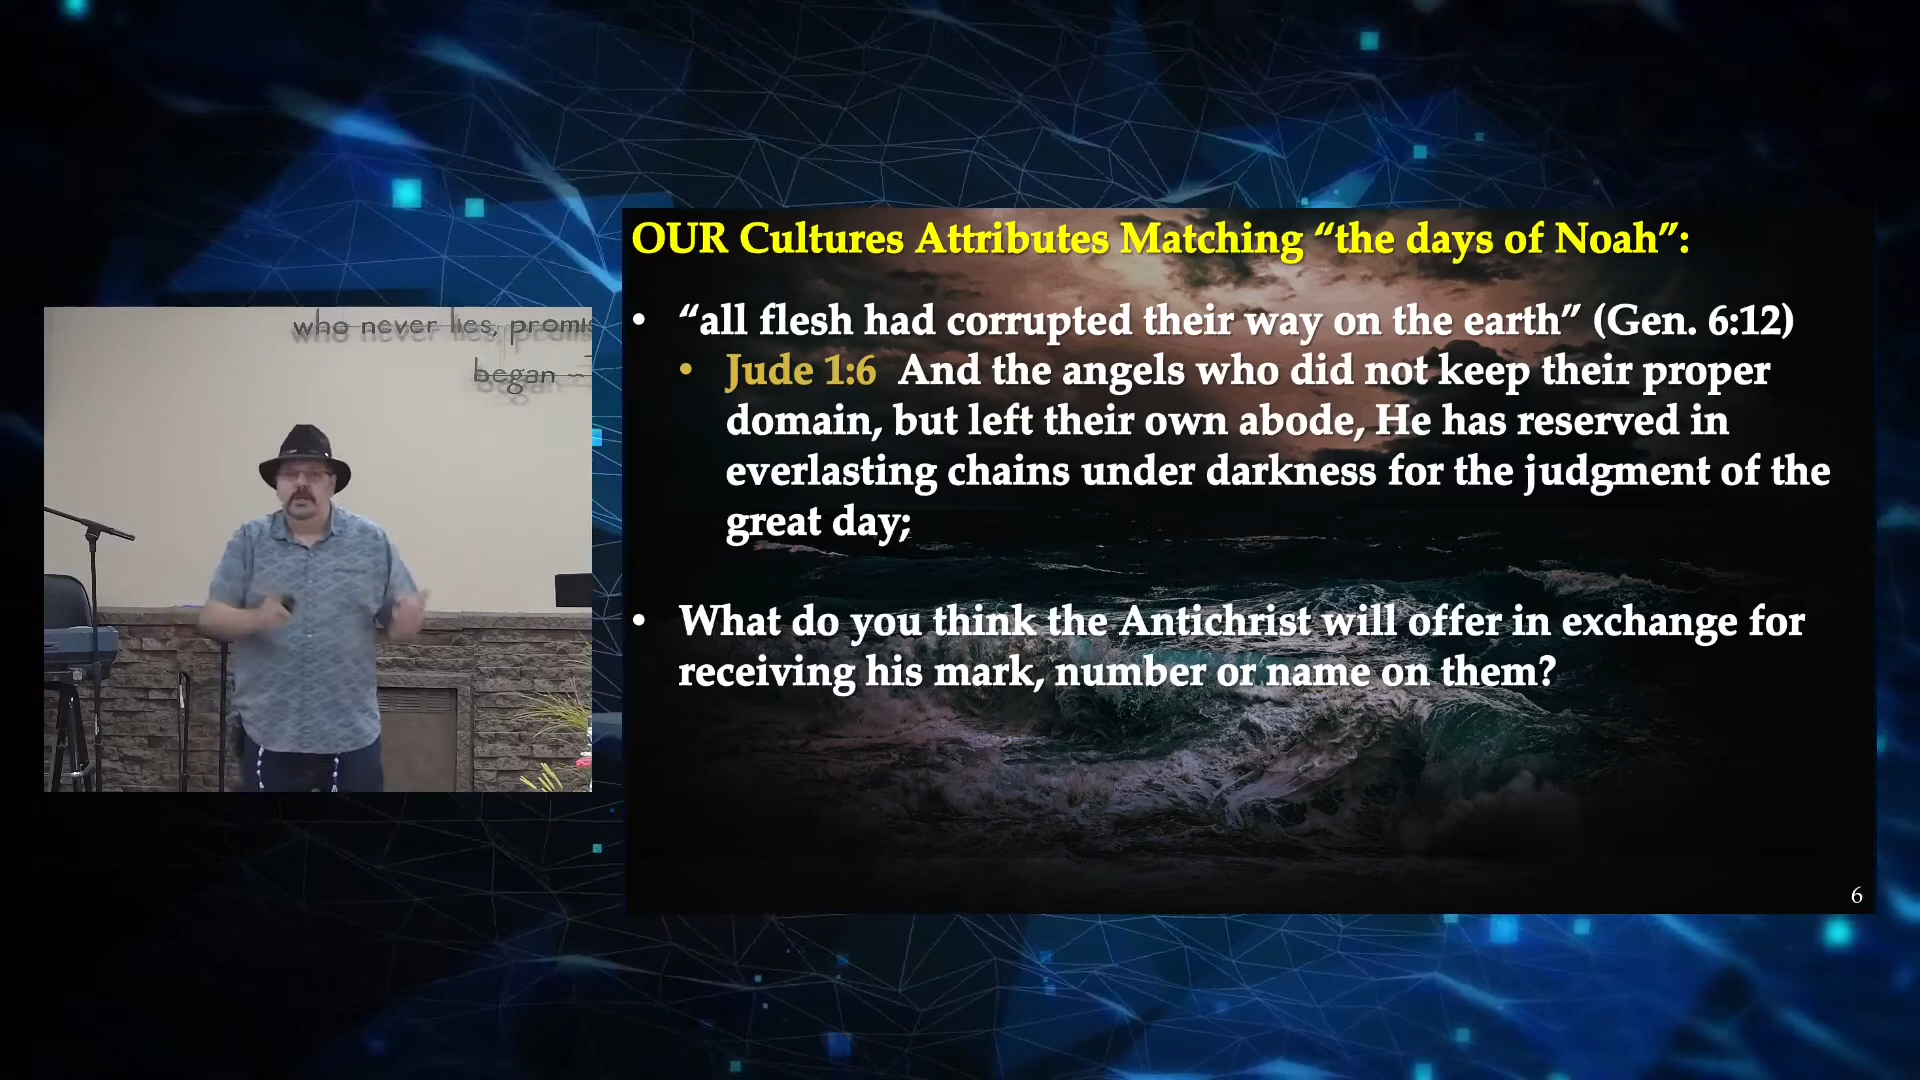 who never lies,
began –
OUR Cultures Attributes Matching “the days of Noah”:
• “all flesh had corrupted their way on the earth” (Gen. 6:12)
• Jude 1:6 And the angels who did not keep their proper
domain, but left their own abode, He has reserved in
everlasting chains under darkness for the judgment of the
great day;
• What do you think the Antichrist will offer in exchange for
receiving his mark, number or name on them?
6